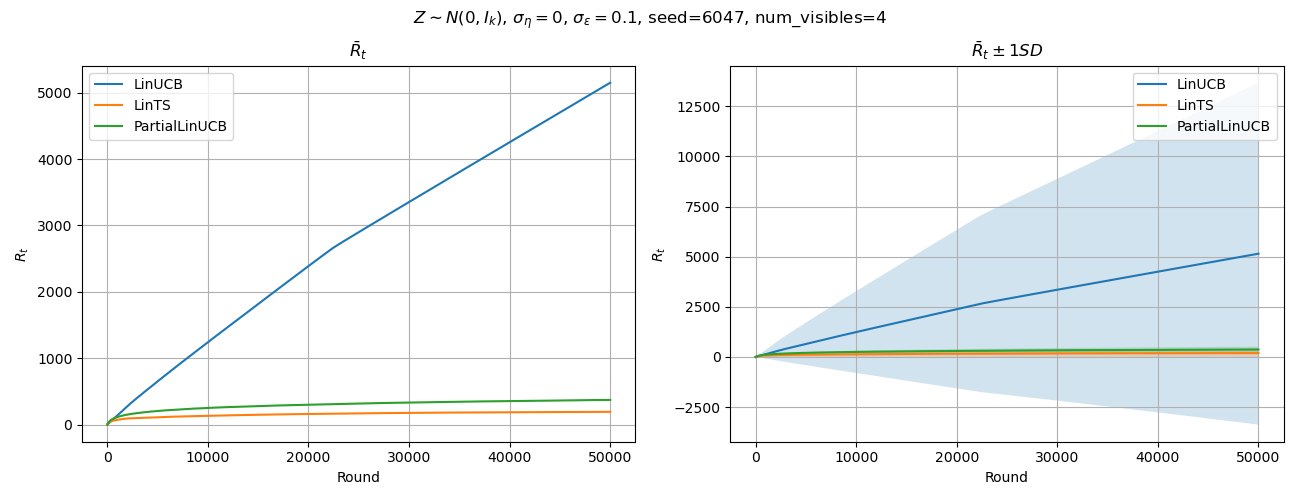 Z ∼ N(0, I_k), σ_η = 0, σ_ε = 0.1, seed=6047, num_visibles=4
R̄_t
R̄_t ± 1SD
LinUCB
LinTS
PartialLinUCB
LinUCB
LinTS
PartialLinUCB
R_t
5000
4000
3000
2000
1000
0
0 10000 20000 30000 40000 50000
Round
R_t
12500
10000
7500
5000
2500
0
−2500
0 10000 20000 30000 40000 50000
Round